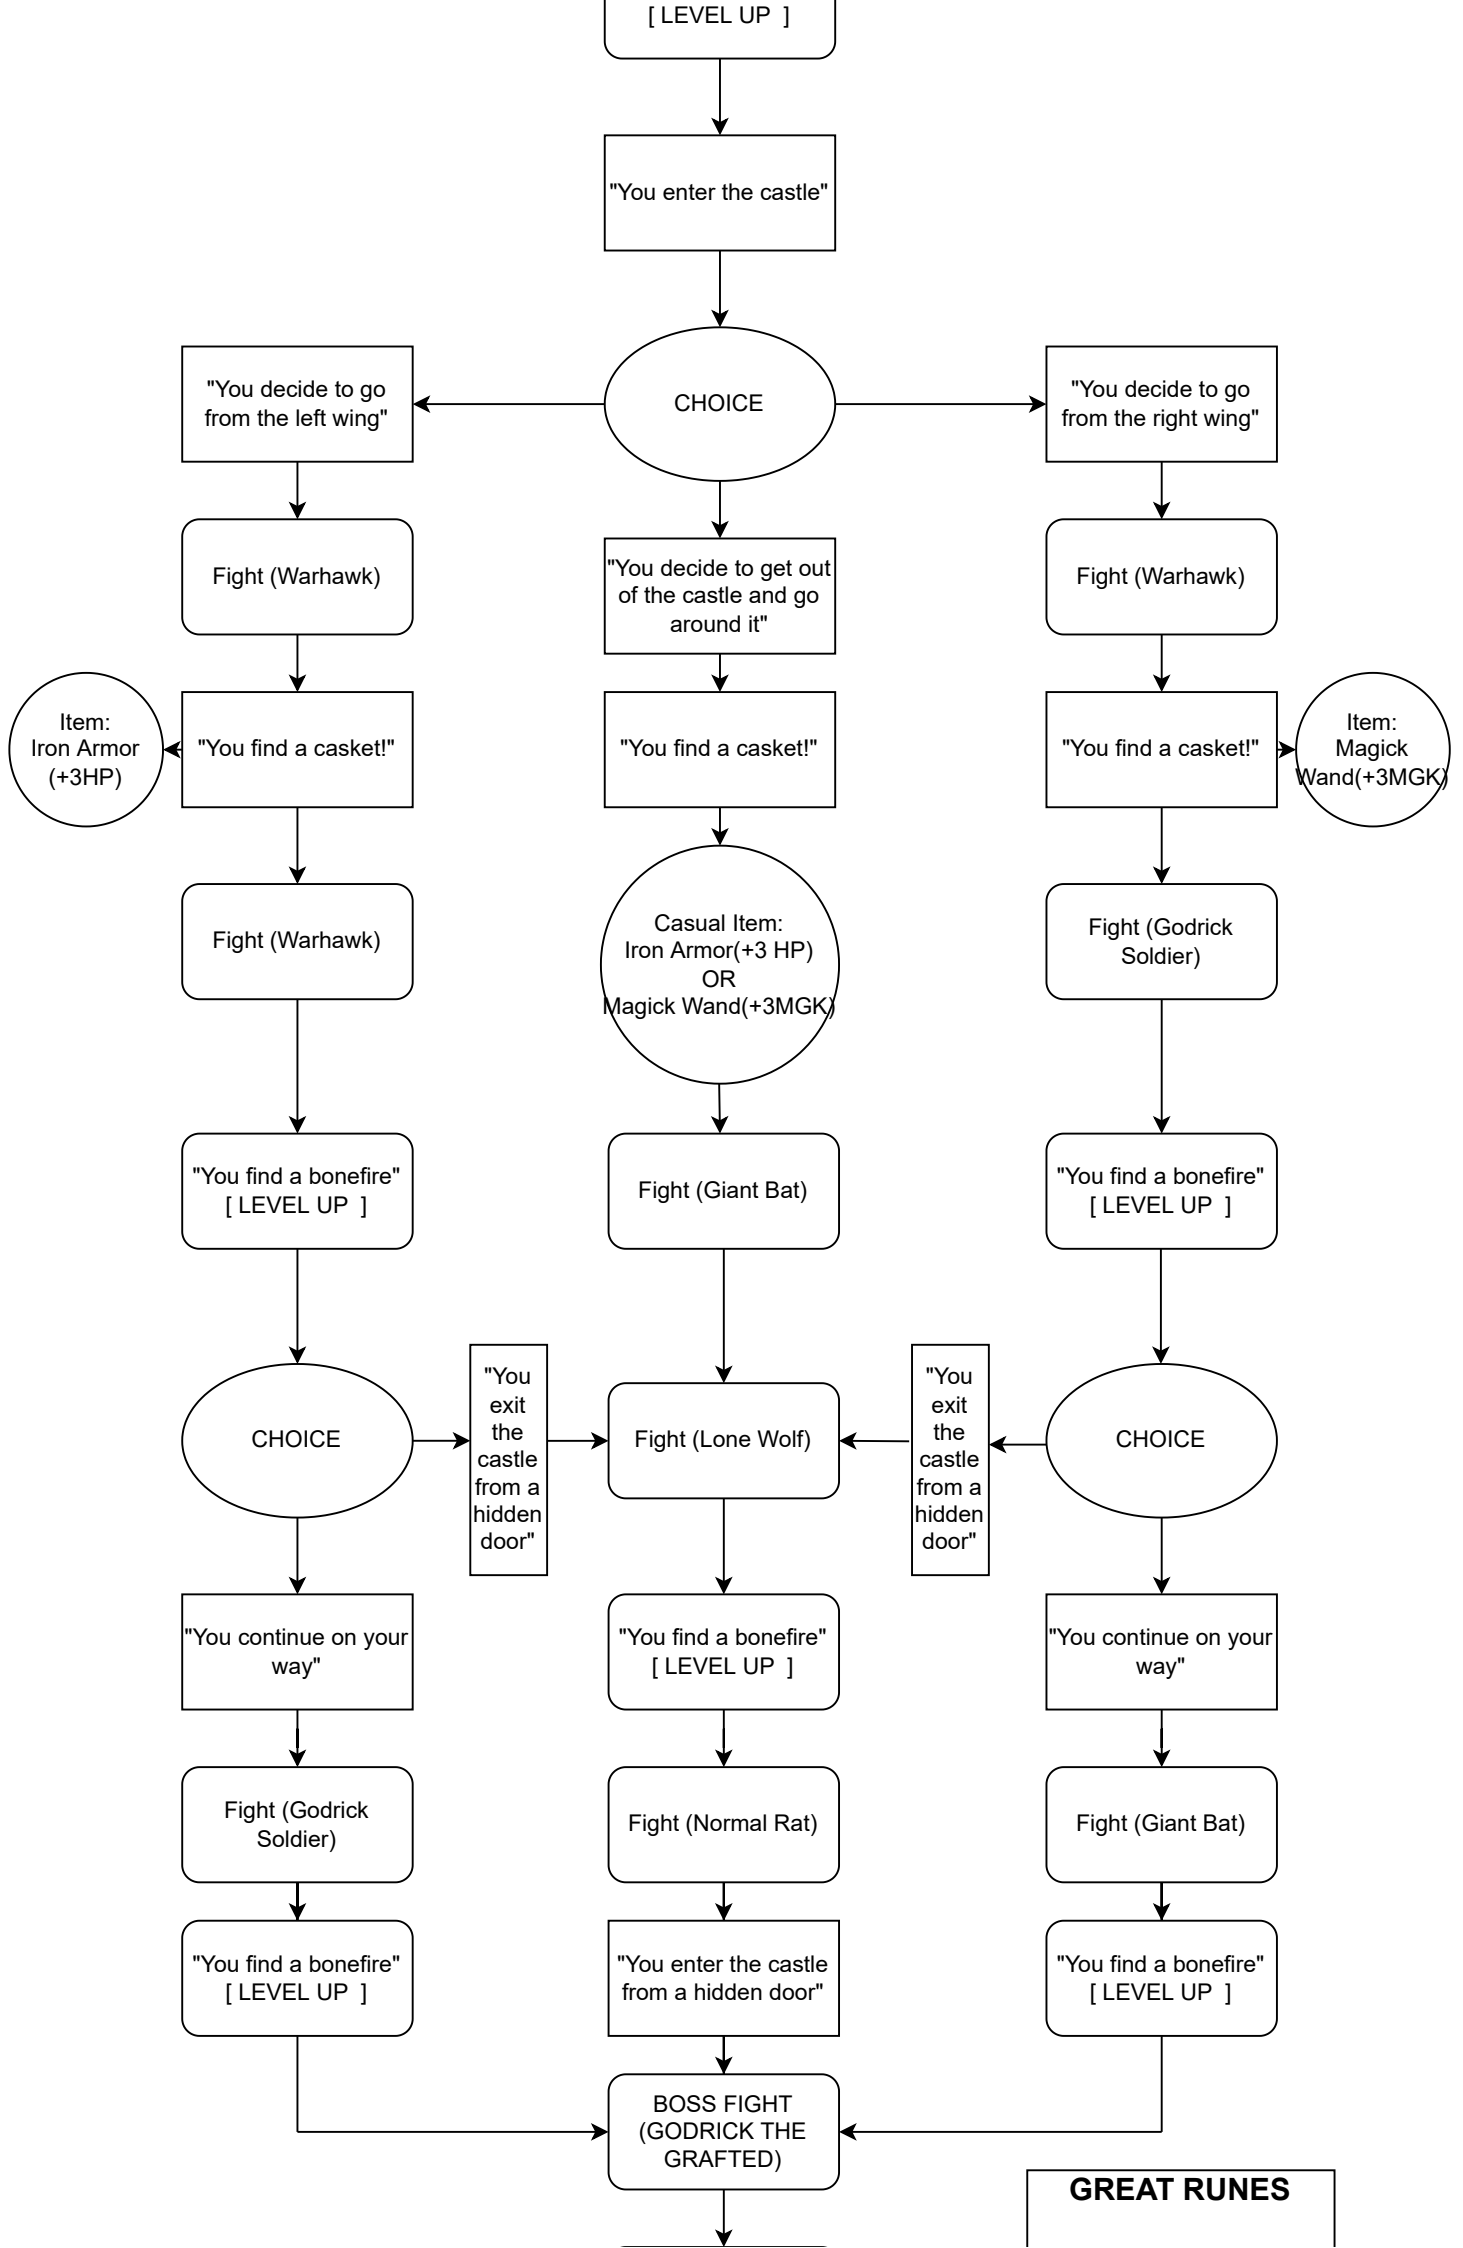 [ LEVEL UP  ]
"You enter the castle"
"You decide to go
from the left wing"
CHOICE
"You decide to go
from the right wing"
Fight (Warhawk)
"You decide to get out
of the castle and go
around it"
Fight (Warhawk)
Item:
Iron Armor
(+3HP)
"You find a casket!"
"You find a casket!"
"You find a casket!"
Item:
Magick
Wand(+3MGK)
Fight (Warhawk)
Casual Item:
Iron Armor(+3 HP)
OR
Magick Wand(+3MGK)
Fight (Godrick
Soldier)
"You find a bonefire"
[ LEVEL UP  ]
Fight (Giant Bat)
"You find a bonefire"
[ LEVEL UP  ]
CHOICE
"You
exit
the
castle
from a
hidden
door"
Fight (Lone Wolf)
"You
exit
the
castle
from a
hidden
door"
CHOICE
"You continue on your
way"
"You find a bonefire"
[ LEVEL UP  ]
"You continue on your
way"
Fight (Godrick
Soldier)
Fight (Normal Rat)
Fight (Giant Bat)
"You find a bonefire"
[ LEVEL UP  ]
"You enter the castle
from a hidden door"
"You find a bonefire"
[ LEVEL UP  ]
BOSS FIGHT
(GODRICK THE
GRAFTED)
GREAT RUNES